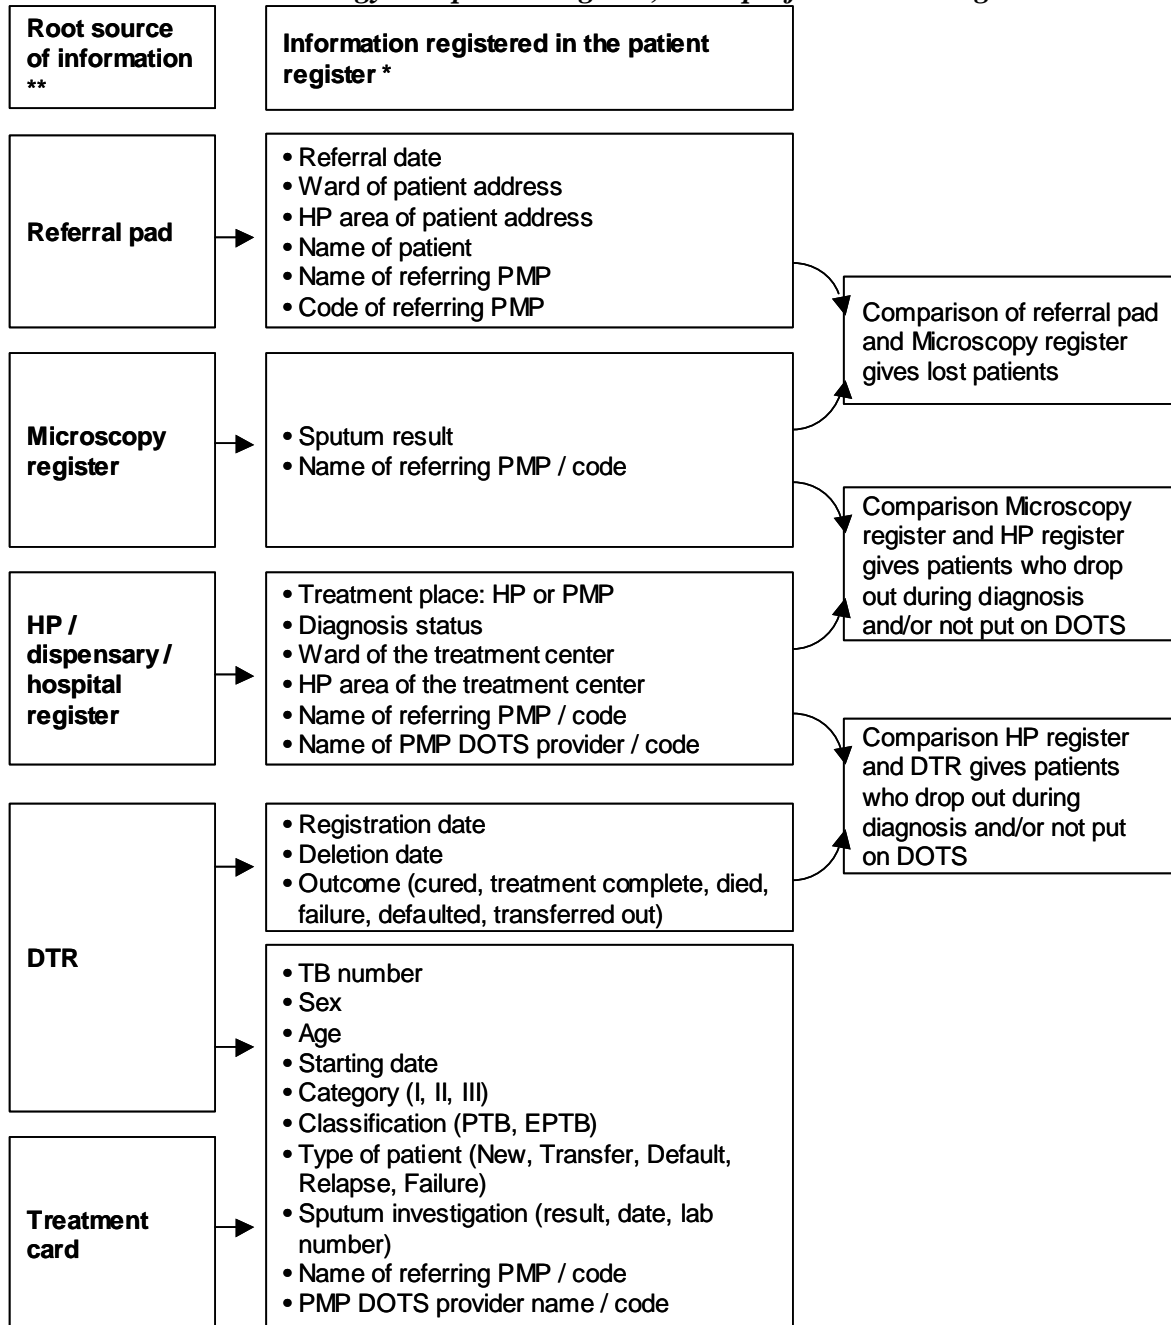 Root source
of information
**
Information registered in the patient
register *
Referral pad
• Referral date
• Ward of patient address
• HP area of patient address
• Name of patient
• Name of referring PMP
• Code of referring PMP
Comparison of referral pad
and Microscopy register
gives lost patients
Microscopy
register
• Sputum result
• Name of referring PMP / code
Comparison Microscopy
register and HP register
gives patients who drop
out during diagnosis
and/or not put on DOTS
HP /
dispensary /
hospital
register
• Treatment place: HP or PMP
• Diagnosis status
• Ward of the treatment center
• HP area of the treatment center
• Name of referring PMP / code
• Name of PMP DOTS provider / code
Comparison HP register
and DTR gives patients
who drop out during
diagnosis and/or not put
on DOTS
DTR
• Registration date
• Deletion date
• Outcome (cured, treatment complete, died,
failure, defaulted, transferred out)
• TB number
• Sex
• Age
• Starting date
• Category (I, II, III)
• Classification (PTB, EPTB)
• Type of patient (New, Transfer, Default,
Relapse, Failure)
• Sputum investigation (result, date, lab
number)
• Name of referring PMP / code
• PMP DOTS provider name / code
Treatment
card